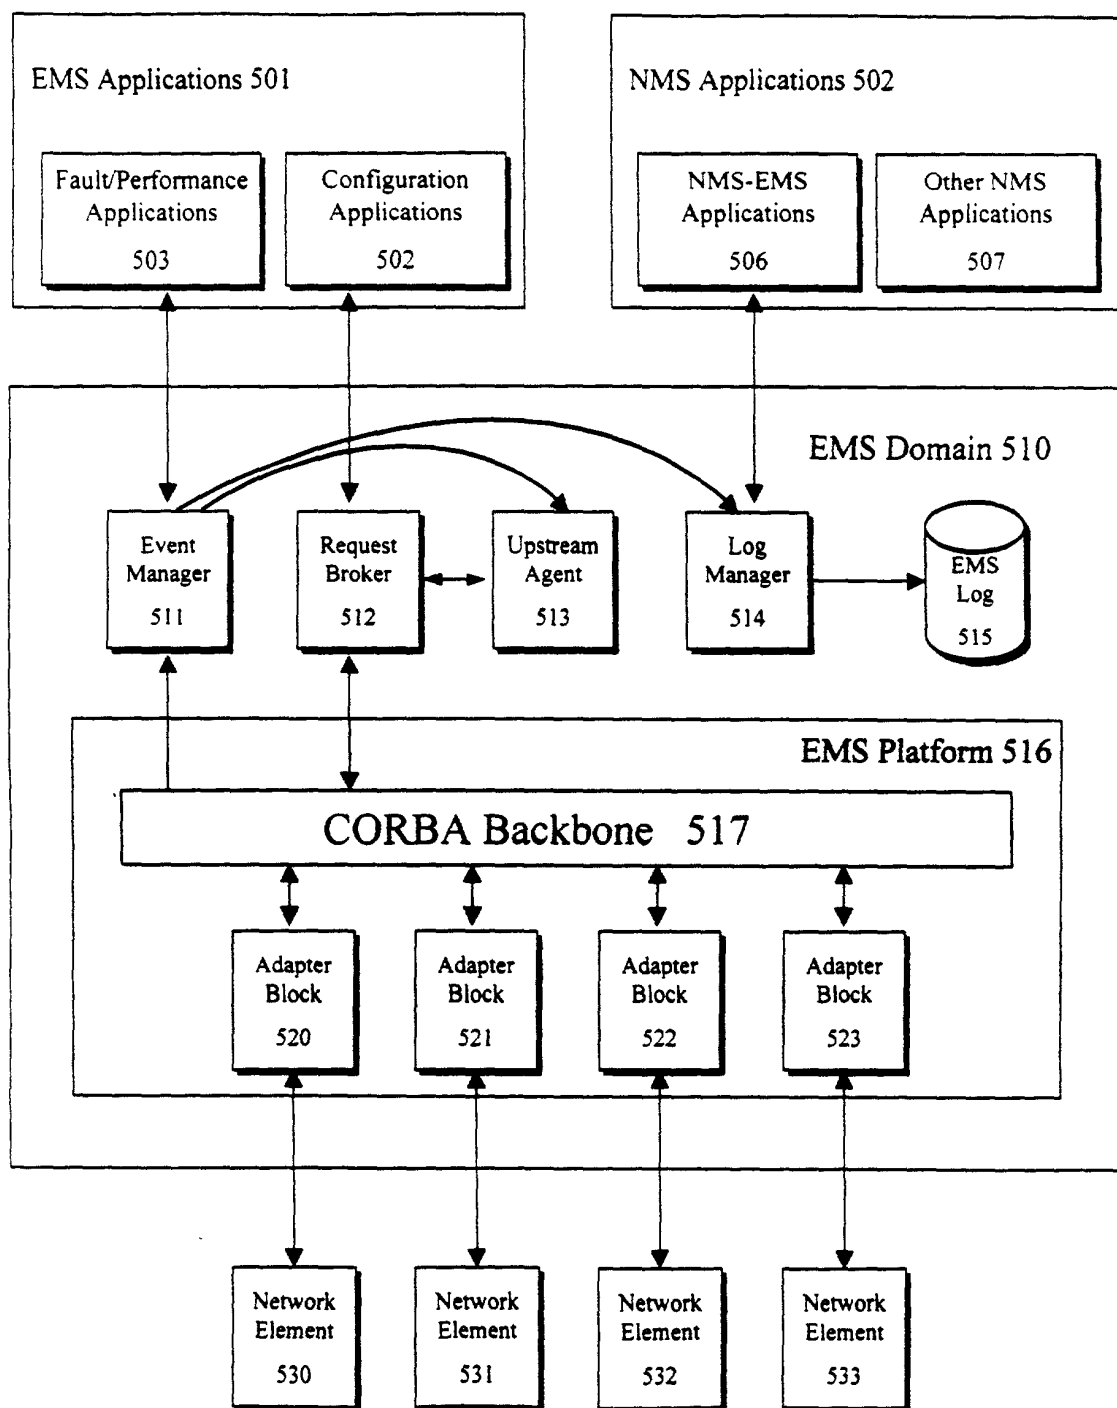 EMS Applications 501
NMS Applications 502
Fault/Performance
Applications
503
Configuration
Applications
502
NMS-EMS
Applications
506
Other NMS
Applications
507
EMS Domain 510
Event
Manager
511
Request
Broker
512
Upstream
Agent
513
Log
Manager
514
EMS
Log
515
EMS Platform 516
CORBA Backbone 517
Adapter
Block
520
Adapter
Block
521
Adapter
Block
522
Adapter
Block
523
Network
Element
530
Network
Element
531
Network
Element
532
Network
Element
533